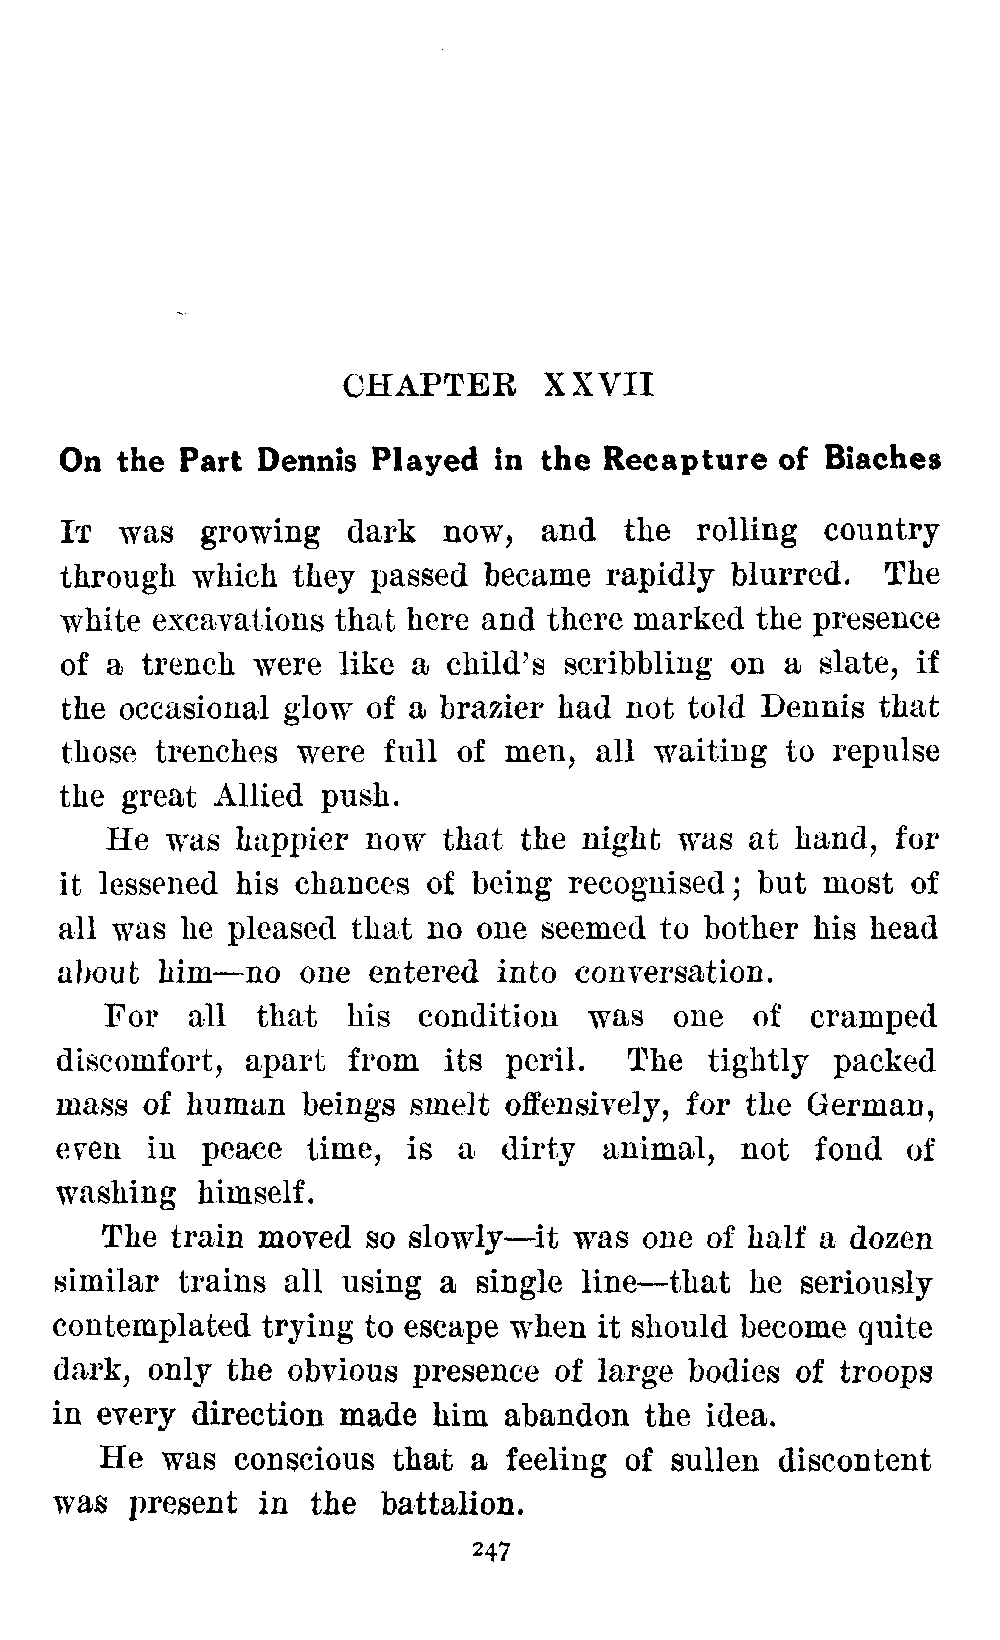 CHAPTER XXVII
On the Part Dennis Played in the Recapture of Biaches
IT was growing dark now, and the rolling country
through which they passed became rapidly blurred. The
white excavations that here and there marked the presence
of a trench were like a child's scribbling on a slate, if
the occasional glow of a brazier had not told Dennis that
those trenches were full of men, all waiting to repulse
the great Allied push.
He was happier now that the night was at hand, for
it lessened his chances of being recognised; but most of
all was he pleased that no one seemed to bother his head
about him—no one entered into conversation.
For all that his condition was one of cramped
discomfort, apart from its peril. The tightly packed
mass of human beings smelt offensively, for the German,
even in peace time, is a dirty animal, not fond of
washing himself.
The train moved so slowly—it was one of half a dozen
similar trains all using a single line—that he seriously
contemplated trying to escape when it should become quite
dark, only the obvious presence of large bodies of troops
in every direction made him abandon the idea.
He was conscious that a feeling of sullen discontent
was present in the battalion.
247